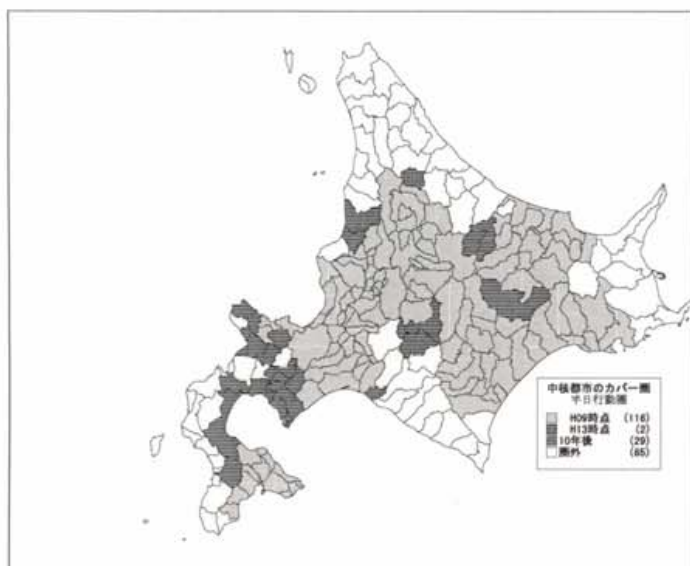 中核都市のカバー圏
半日行動圏
H09時点 (116)
H13時点 (2)
10年後 (29)
圏外 (85)